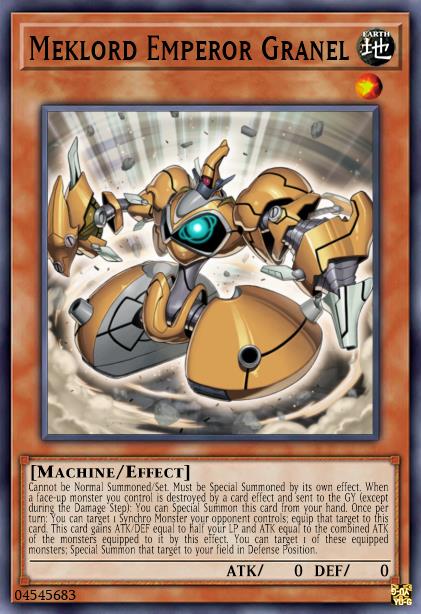 MEKLORD EMPEROR GRANEL
EARTH
地
[MACHINE/EFFECT]
Cannot be Normal Summoned/Set. Must be Special Summoned by its own effect. When
a face-up monster you control is destroyed by a card effect and sent to the GY (except
during the Damage Step): You can Special Summon this card from your hand. Once per
turn: You can target 1 Synchro Monster your opponent controls; equip that target to this
card. This card gains ATK/DEF equal to half your LP and ATK equal to the combined ATK
of the monsters equipped to it by this effect. You can target 1 of these equipped
monsters; Special Summon that target to your field in Defense Position.
ATK/ 0 DEF/ 0
04545683